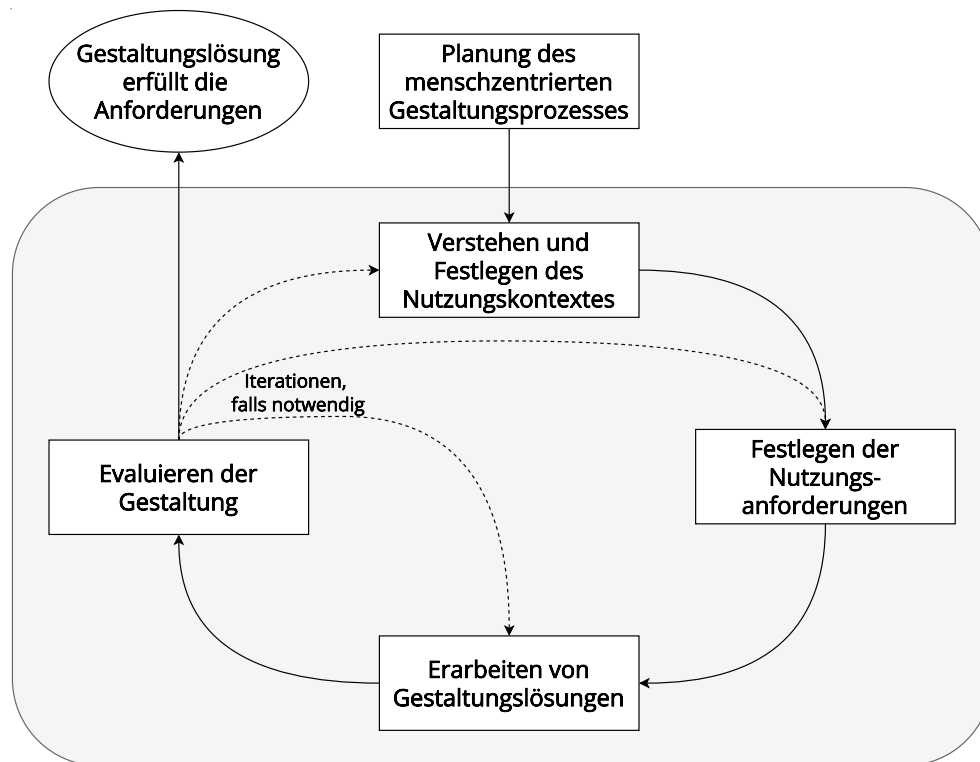 Gestaltungslösung
erfüllt die
Anforderungen
Planung des
menschzentrierten
Gestaltungsprozesses
Verstehen und
Festlegen des
Nutzungskontextes
Iterationen,
falls notwendig
Evaluieren der
Gestaltung
Festlegen der
Nutzungs-
anforderungen
Erarbeiten von
Gestaltungslösungen